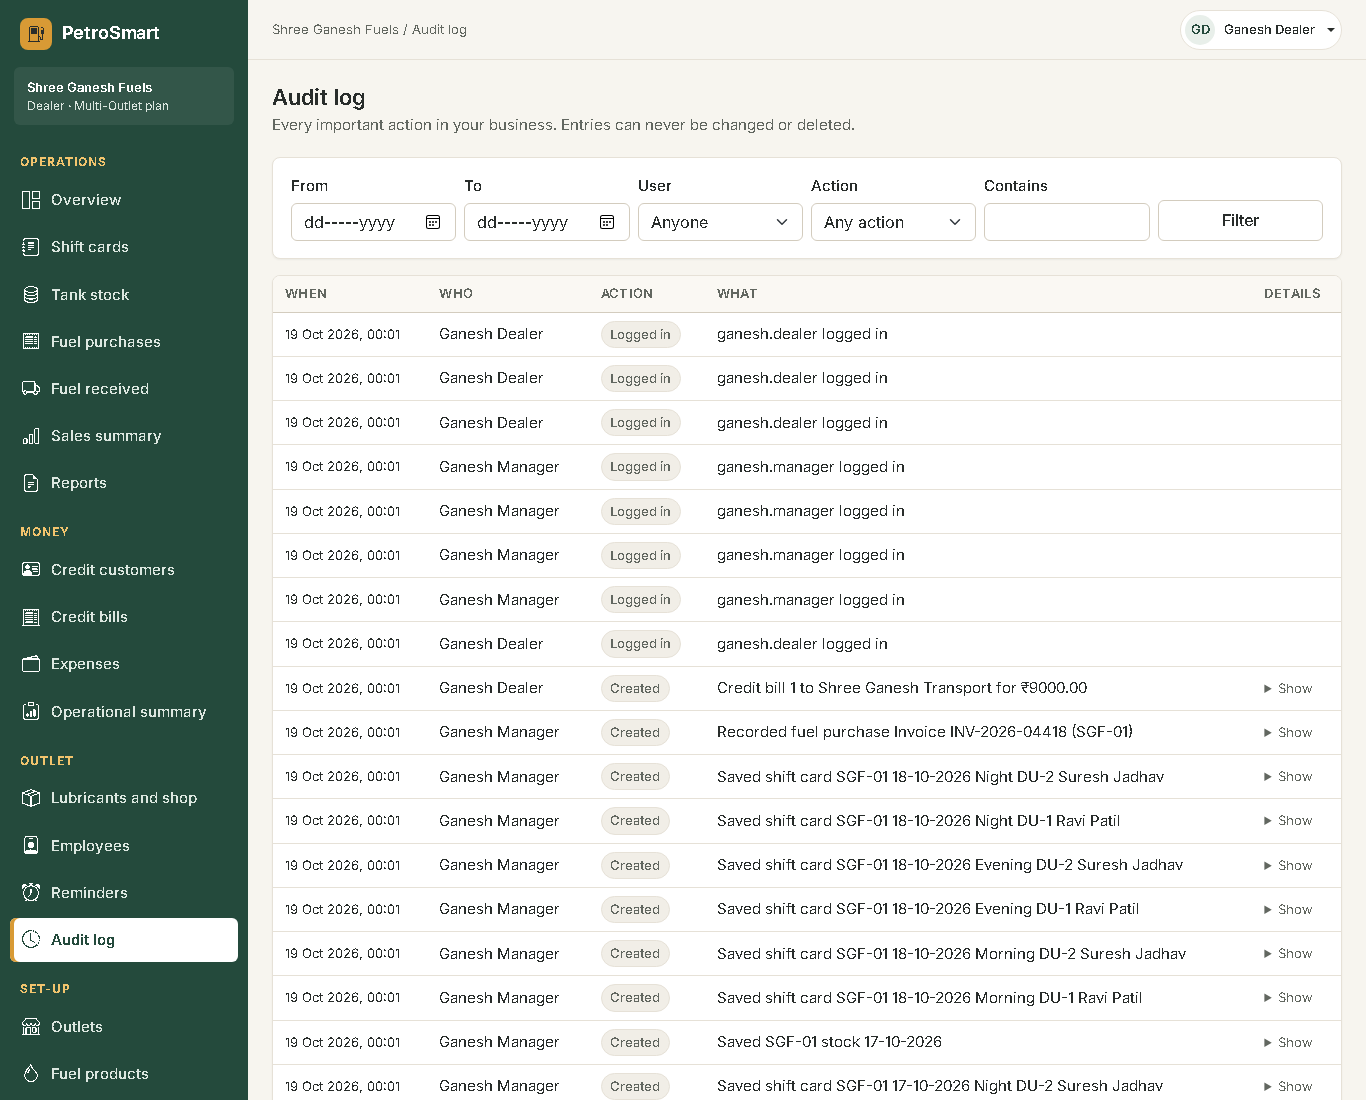 PetroSmart
Shree Ganesh Fuels
Dealer · Multi-Outlet plan
OPERATIONS
Overview
Shift cards
Tank stock
Fuel purchases
Fuel received
Sales summary
Reports
MONEY
Credit customers
Credit bills
Expenses
Operational summary
OUTLET
Lubricants and shop
Employees
Reminders
Audit log
SET-UP
Outlets
Fuel products
Shree Ganesh Fuels / Audit log
GD Ganesh Dealer
Audit log
Every important action in your business. Entries can never be changed or deleted.
From To User Action Contains
dd-----yyyy dd-----yyyy Anyone Any action Filter
WHEN WHO ACTION WHAT DETAILS
19 Oct 2026, 00:01 Ganesh Dealer Logged in ganesh.dealer logged in
19 Oct 2026, 00:01 Ganesh Dealer Logged in ganesh.dealer logged in
19 Oct 2026, 00:01 Ganesh Dealer Logged in ganesh.dealer logged in
19 Oct 2026, 00:01 Ganesh Manager Logged in ganesh.manager logged in
19 Oct 2026, 00:01 Ganesh Manager Logged in ganesh.manager logged in
19 Oct 2026, 00:01 Ganesh Manager Logged in ganesh.manager logged in
19 Oct 2026, 00:01 Ganesh Manager Logged in ganesh.manager logged in
19 Oct 2026, 00:01 Ganesh Dealer Logged in ganesh.dealer logged in
19 Oct 2026, 00:01 Ganesh Dealer Created Credit bill 1 to Shree Ganesh Transport for ₹9000.00 Show
19 Oct 2026, 00:01 Ganesh Manager Created Recorded fuel purchase Invoice INV-2026-04418 (SGF-01) Show
19 Oct 2026, 00:01 Ganesh Manager Created Saved shift card SGF-01 18-10-2026 Night DU-2 Suresh Jadhav Show
19 Oct 2026, 00:01 Ganesh Manager Created Saved shift card SGF-01 18-10-2026 Night DU-1 Ravi Patil Show
19 Oct 2026, 00:01 Ganesh Manager Created Saved shift card SGF-01 18-10-2026 Evening DU-2 Suresh Jadhav Show
19 Oct 2026, 00:01 Ganesh Manager Created Saved shift card SGF-01 18-10-2026 Evening DU-1 Ravi Patil Show
19 Oct 2026, 00:01 Ganesh Manager Created Saved shift card SGF-01 18-10-2026 Morning DU-2 Suresh Jadhav Show
19 Oct 2026, 00:01 Ganesh Manager Created Saved shift card SGF-01 18-10-2026 Morning DU-1 Ravi Patil Show
19 Oct 2026, 00:01 Ganesh Manager Created Saved SGF-01 stock 17-10-2026 Show
19 Oct 2026, 00:01 Ganesh Manager Created Saved shift card SGF-01 17-10-2026 Night DU-2 Suresh Jadhav Show